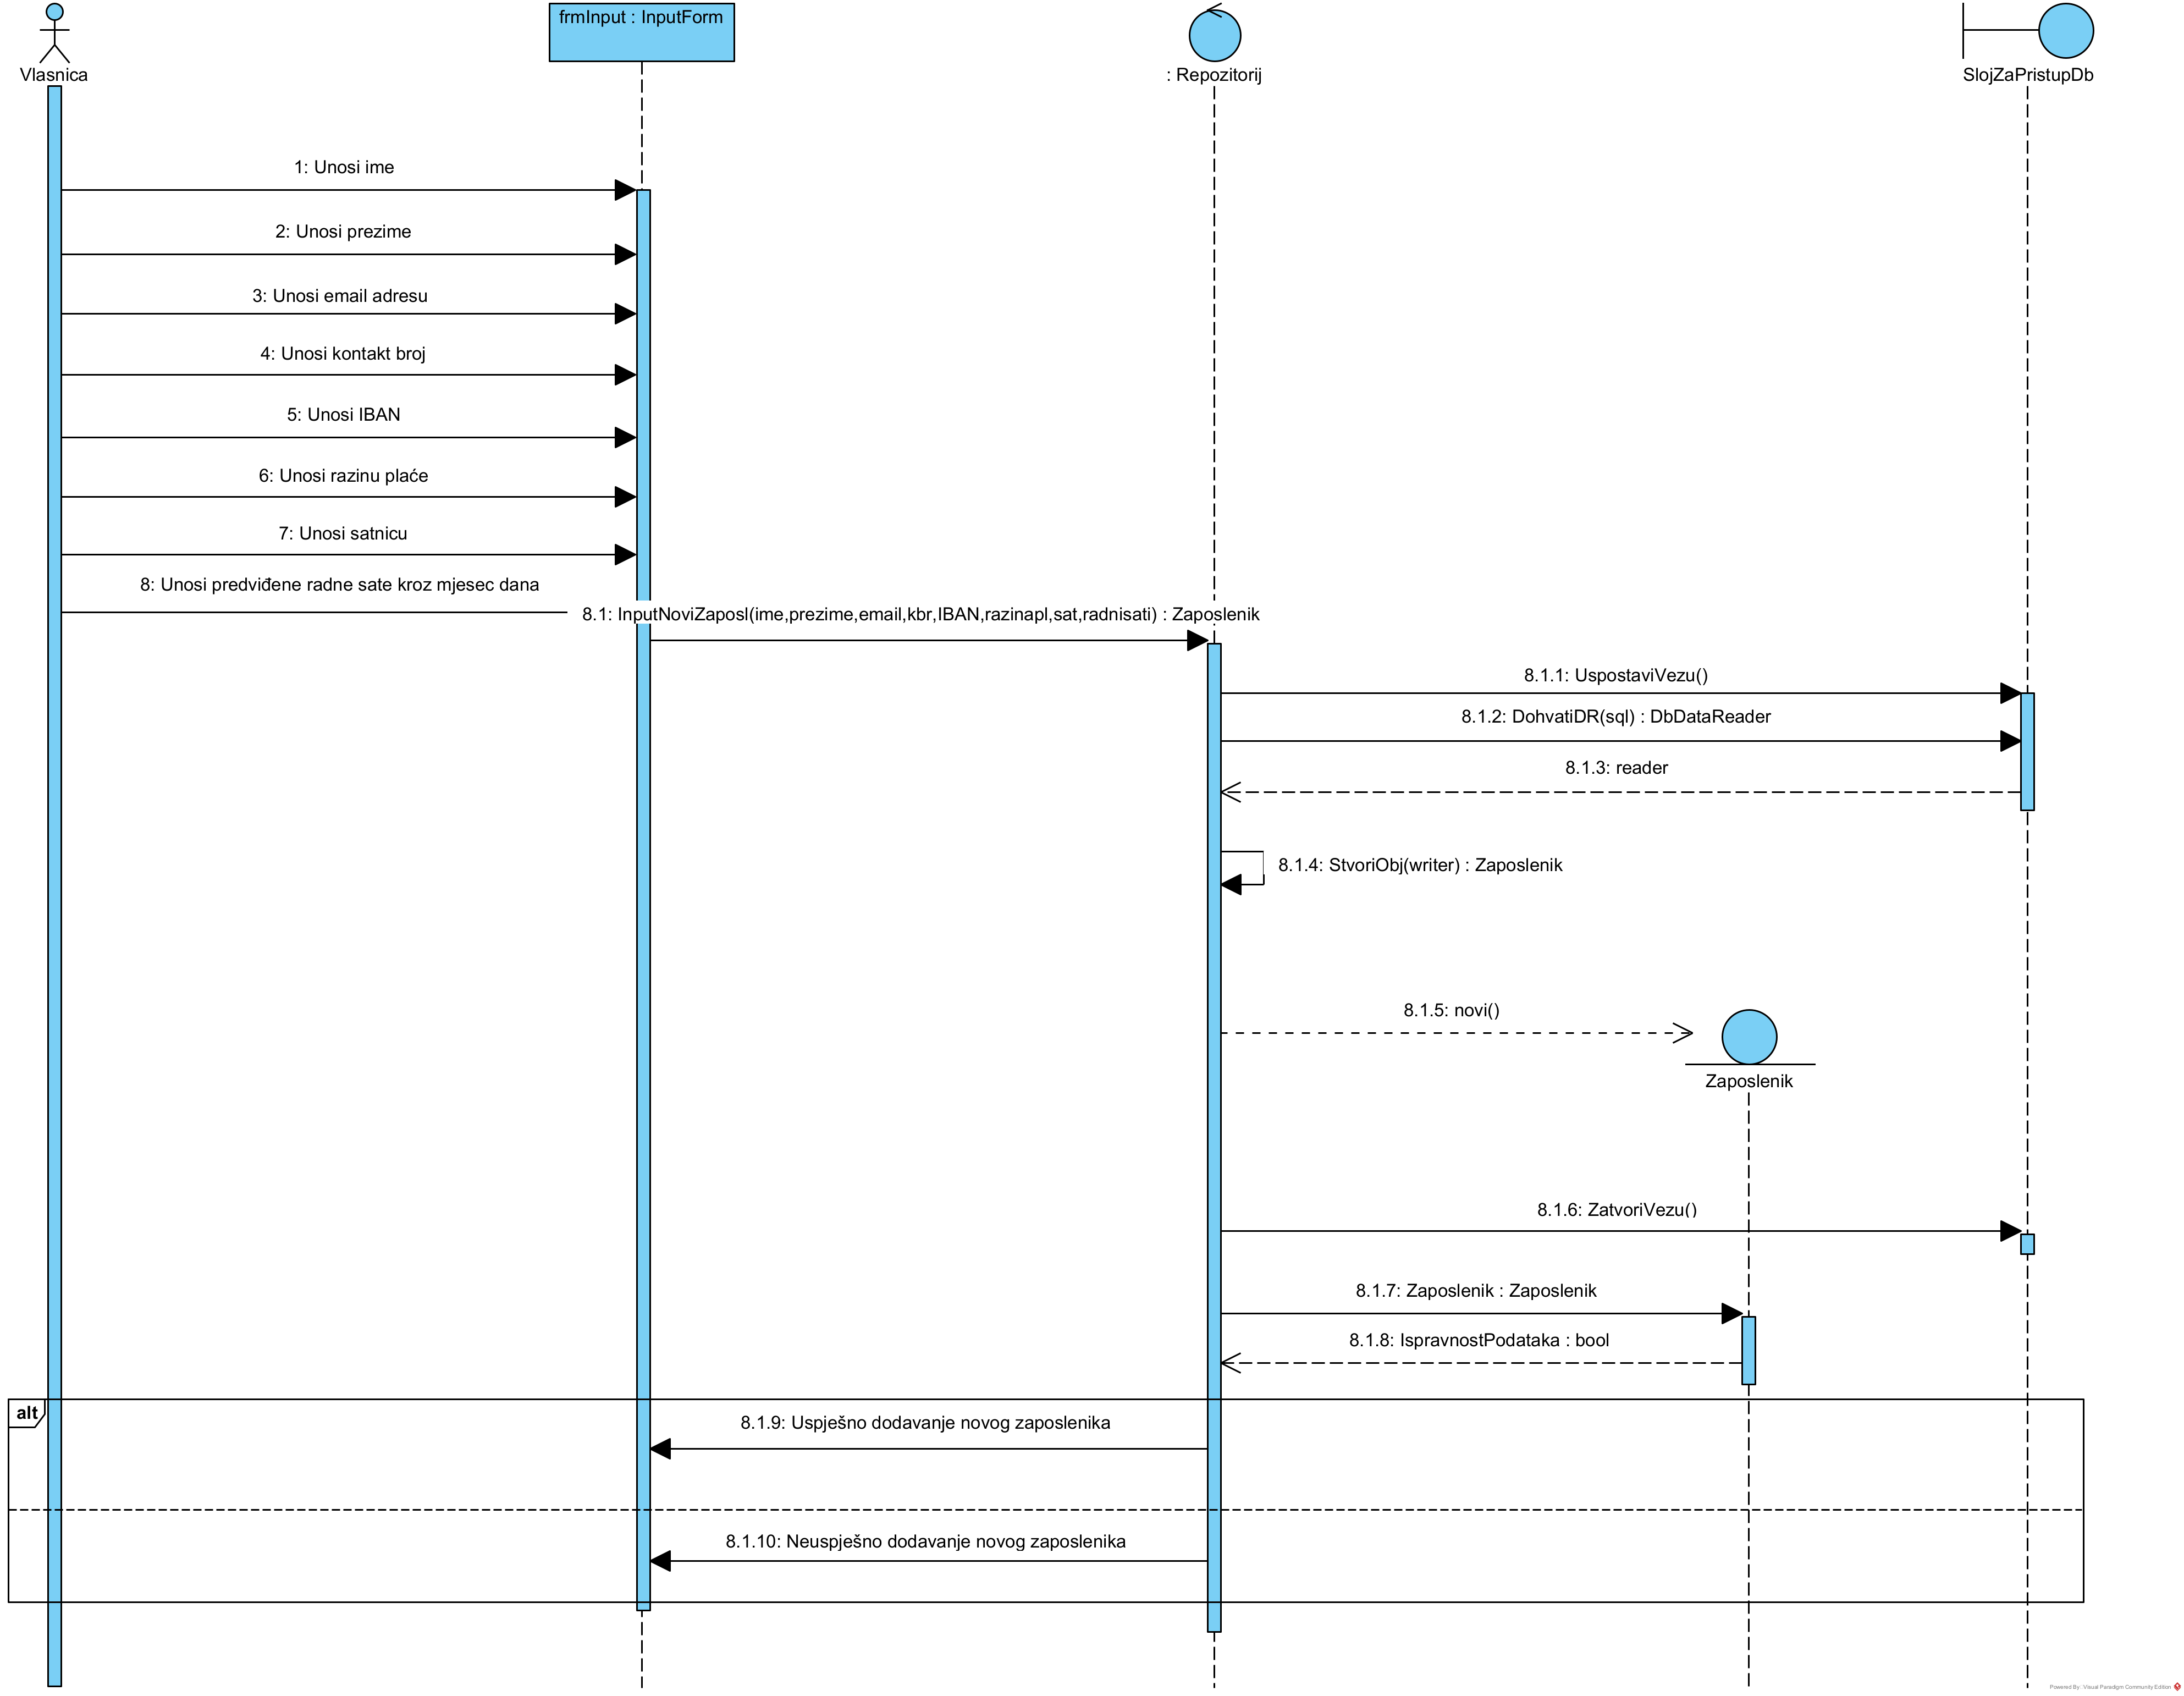 Vlasnica
frmInput : InputForm
: Repozitorij
SlojZaPristupDb
1: Unosi ime
2: Unosi prezime
3: Unosi email adresu
4: Unosi kontakt broj
5: Unosi IBAN
6: Unosi razinu plaće
7: Unosi satnicu
8: Unosi predviđene radne sate kroz mjesec dana
8.1: InputNoviZaposl(ime,prezime,email,kbr,IBAN,razinapl,sat,radnisati) : Zaposlenik
8.1.1: UspostaviVezu()
8.1.2: DohvatiDR(sql) : DbDataReader
8.1.3: reader
8.1.4: StvoriObj(writer) : Zaposlenik
8.1.5: novi()
Zaposlenik
8.1.6: ZatvoriVezu()
8.1.7: Zaposlenik : Zaposlenik
8.1.8: IspravnostPodataka : bool
alt
8.1.9: Uspješno dodavanje novog zaposlenika
8.1.10: Neuspješno dodavanje novog zaposlenika
Powered By: Visual Paradigm Community Edition